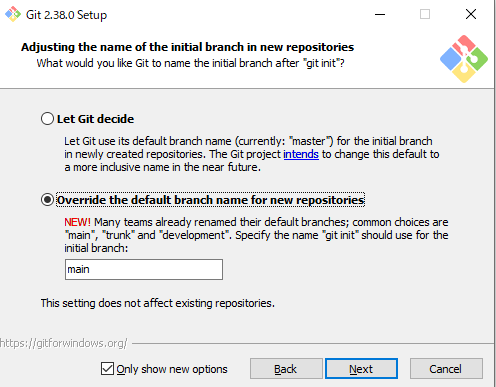 Git 2.38.0 Setup
Adjusting the name of the initial branch in new repositories
What would you like Git to name the initial branch after "git init"?
Let Git decide
Let Git use its default branch name (currently: "master") for the initial branch
in newly created repositories. The Git project intends to change this default to
a more inclusive name in the near future.
Override the default branch name for new repositories
NEW! Many teams already renamed their default branches; common choices are
"main", "trunk" and "development". Specify the name "git init" should use for the
initial branch:
main
This setting does not affect existing repositories.
https://gitforwindows.org/
Only show new options
Back
Next
Cancel